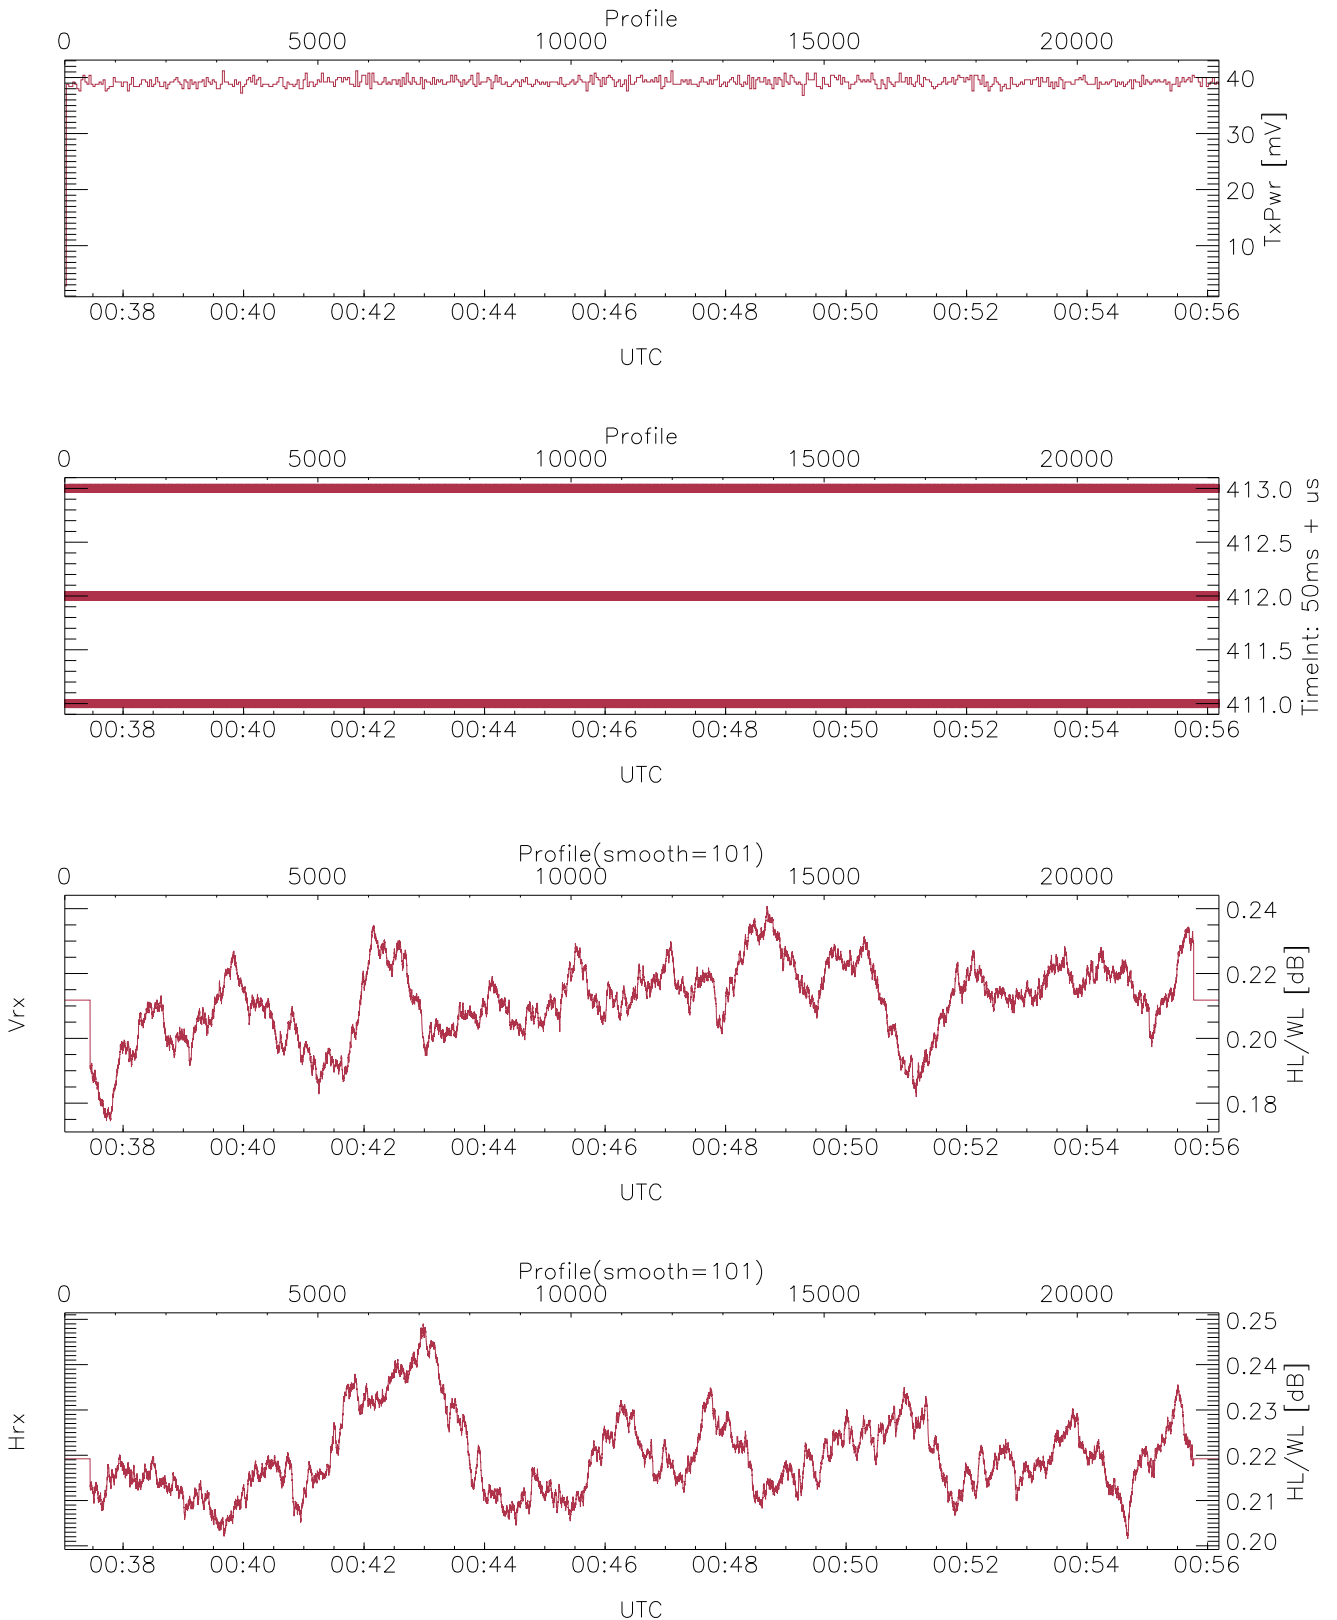 Profile
0 5000 10000 15000 20000
40
30
20
10
TxPwr [mV]
00:38 00:40 00:42 00:44 00:46 00:48 00:50 00:52 00:54 00:56
UTC
Profile
0 5000 10000 15000 20000
413.0
412.5
412.0
411.5
411.0
TimeInt: 50ms + us
00:38 00:40 00:42 00:44 00:46 00:48 00:50 00:52 00:54 00:56
UTC
Profile(smooth=101)
0 5000 10000 15000 20000
Vrx
0.24
0.22
0.20
0.18
HL/WL [dB]
00:38 00:40 00:42 00:44 00:46 00:48 00:50 00:52 00:54 00:56
UTC
Profile(smooth=101)
0 5000 10000 15000 20000
Hrx
0.25
0.24
0.23
0.22
0.21
0.20
HL/WL [dB]
00:38 00:40 00:42 00:44 00:46 00:48 00:50 00:52 00:54 00:56
UTC